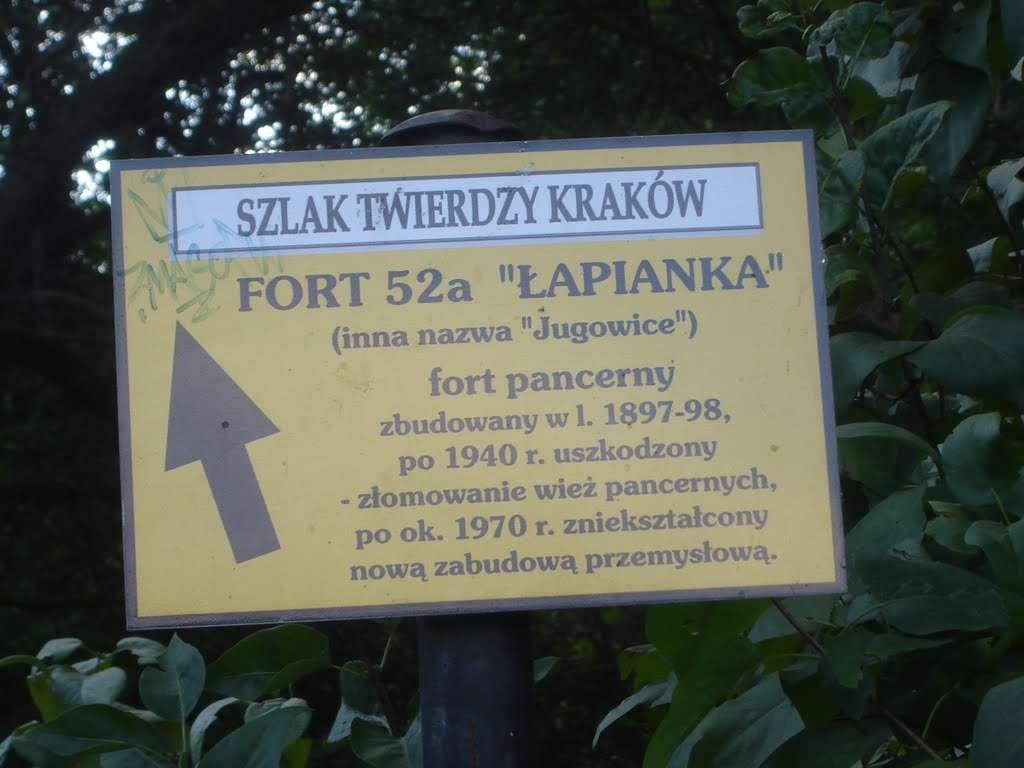 SZLAK TWIERDZY KRAKÓW
FORT 52a "ŁAPIANKA"
(inna nazwa "Jugowice")
fort pancerny
zbudowany w l. 1897-98,
po 1940 r. uszkodzony
- złomowanie wież pancernych,
po ok. 1970 r. zniekształcony
nową zabudową przemysłową.